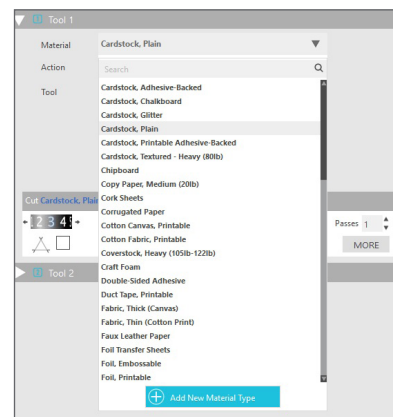 Tool 1
Material Cardstock, Plain
Action Search
Tool
Cardstock, Adhesive-Backed
Cardstock, Chalkboard
Cardstock, Glitter
Cardstock, Plain
Cardstock, Printable Adhesive-Backed
Cardstock, Textured - Heavy (80lb)
Chipboard
Copy Paper, Medium (20lb)
Cork Sheets
Corrugated Paper
Cotton Canvas, Printable
Cotton Fabric, Printable
Coverstock, Heavy (105lb-122lb)
Craft Foam
Double-Sided Adhesive
Duct Tape, Printable
Fabric, Thick (Canvas)
Fabric, Thin (Cotton Print)
Faux Leather Paper
Foil Transfer Sheets
Foil, Embossable
Foil, Printable
Add New Material Type
Cut Cardstock, Plain
1 2 3 4 Passes 1
MORE
Tool 2